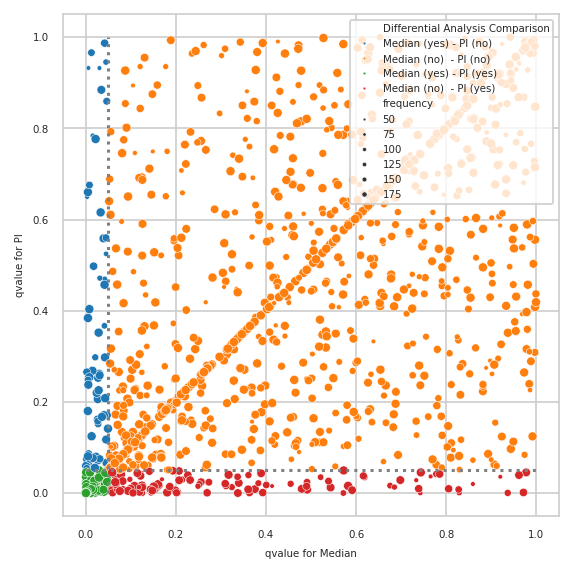 Differential Analysis Comparison
Median (yes) - PI (no)
Median (no)  - PI (no)
Median (yes) - PI (yes)
Median (no)  - PI (yes)
frequency
50
75
100
125
150
175
1.0
0.8
0.6
0.4
0.2
0.0
qvalue for PI
0.0 0.2 0.4 0.6 0.8 1.0
qvalue for Median